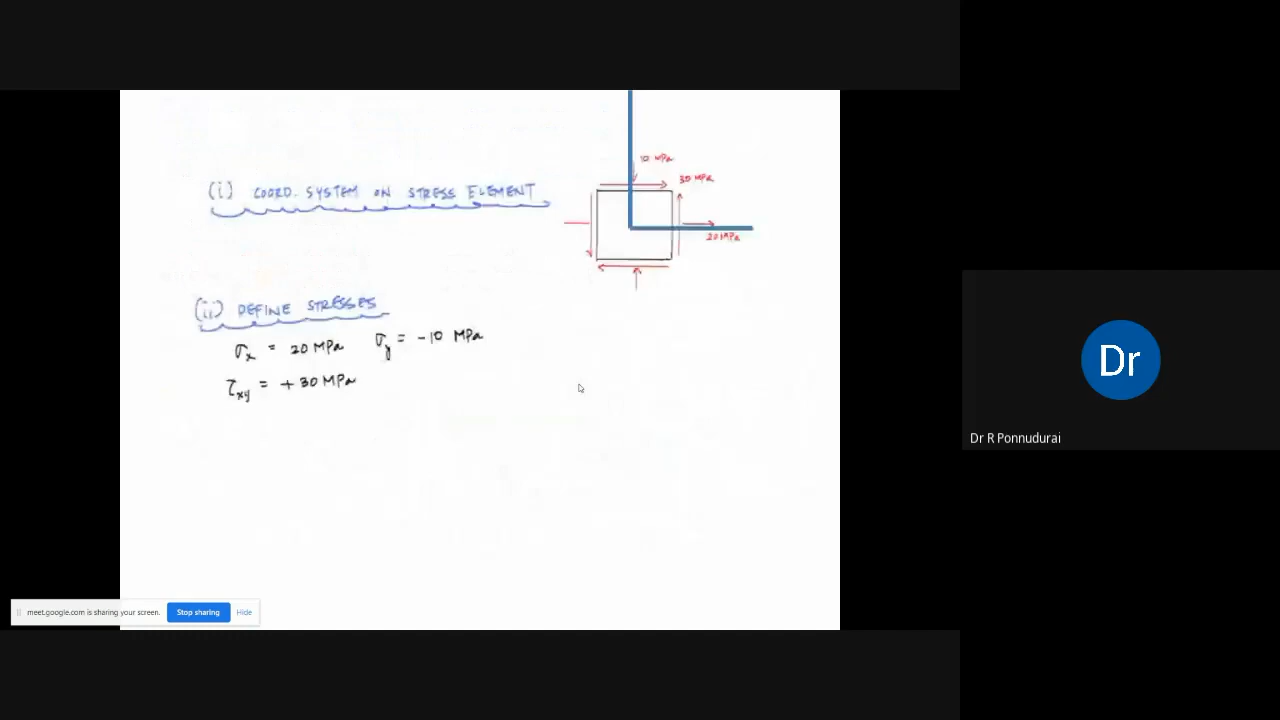 10 MPa
30 MPa
(i) COORD. SYSTEM ON STRESS ELEMENT
20 MPa
(ii) DEFINE STRESSES
σx = 20 MPa σy = -10 MPa
τxy = + 30 MPa
Dr
Dr R Ponnudurai
meet.google.com is sharing your screen. Stop sharing Hide